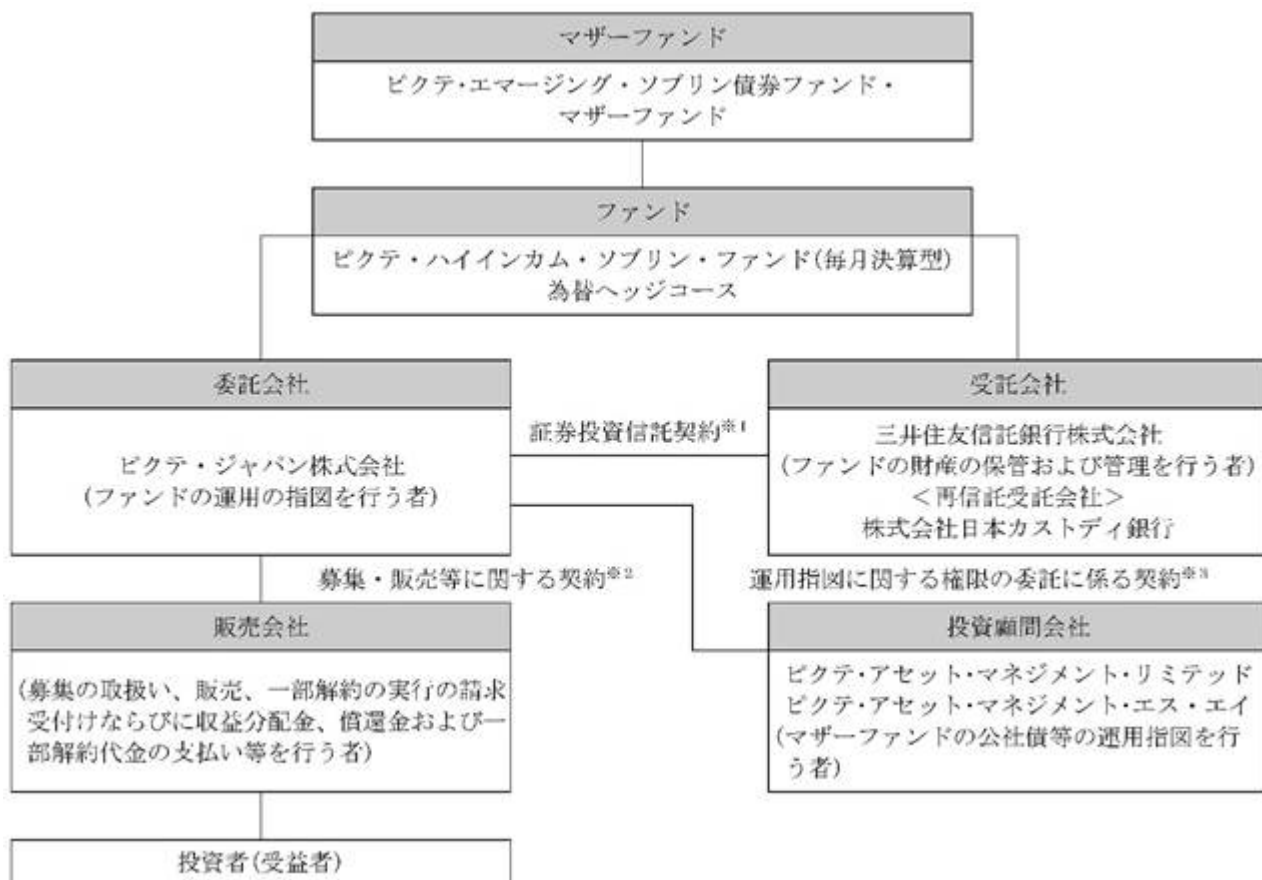 マザーファンド
ピクテ・エマージング・ソブリン債券ファンド・
マザーファンド
ファンド
ピクテ・ハイインカム・ソブリン・ファンド(毎月決算型)
為替ヘッジコース
委託会社
ピクテ・ジャパン株式会社
(ファンドの運用の指図を行う者)
証券投資信託契約※1
受託会社
三井住友信託銀行株式会社
(ファンドの財産の保管および管理を行う者)
＜再信託受託会社＞
株式会社日本カストディ銀行
募集・販売等に関する契約※2
運用指図に関する権限の委託に係る契約※3
販売会社
(募集の取扱い、販売、一部解約の実行の請求
受付けならびに収益分配金、償還金および一
部解約代金の支払い等を行う者)
投資顧問会社
ピクテ・アセット・マネジメント・リミテッド
ピクテ・アセット・マネジメント・エス・エイ
(マザーファンドの公社債等の運用指図を行
う者)
投資者(受益者)